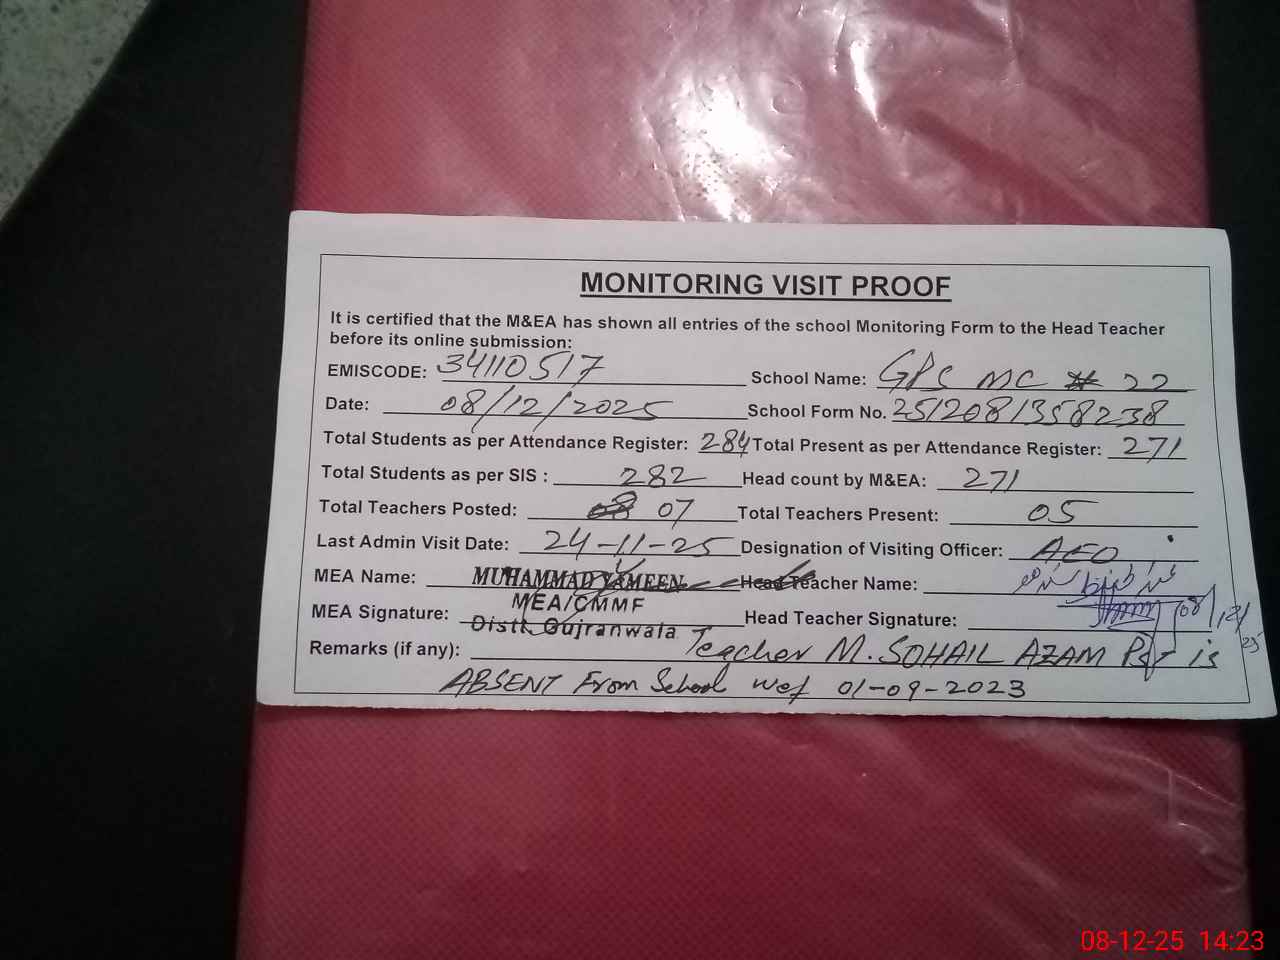 MONITORING VISIT PROOF
It is certified that the M&EA has shown all entries of the school Monitoring Form to the Head Teacher
before its online submission:
EMISCODE: 34110517 School Name: GPS MC # 22
Date: 08/12/2025 School Form No. 2512081358238
Total Students as per Attendance Register: 284 Total Present as per Attendance Register: 271
Total Students as per SIS : 282 Head count by M&EA: 271
Total Teachers Posted: 07 Total Teachers Present: 05
Last Admin Visit Date: 24-11-25 Designation of Visiting Officer: AEO
MEA Name: MUHAMMAD YAMEEN Head Teacher Name:
MEA/CMMF
MEA Signature: Head Teacher Signature: 08/12/25
Distt. Gujranwala
Remarks (if any): Teacher M. SOHAIL AZAM PST is
ABSENT From School wef 01-09-2023
08-12-25 14:23